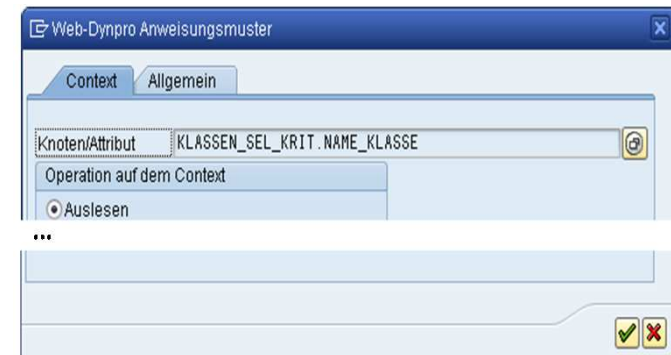 Web-Dynpro Anweisungsmuster
Context Allgemein
Knoten/Attribut KLASSEN_SEL_KRIT.NAME_KLASSE
Operation auf dem Context
Auslesen
...